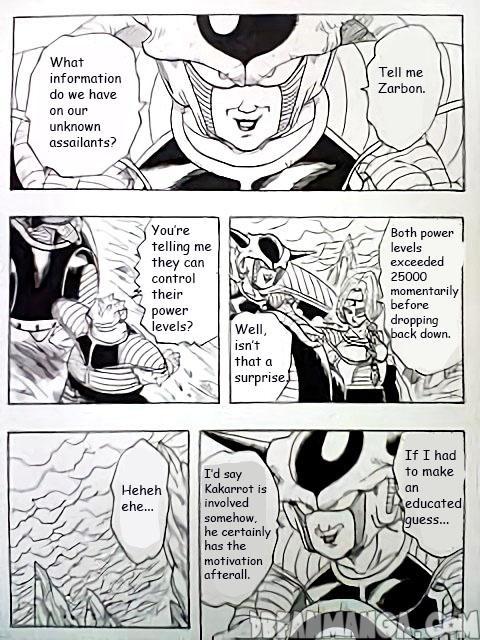 Tell me
Zarbon.
What
information
do we have
on our
unknown
assailants?
Both power
levels
exceeded
25000
momentarily
before
dropping
back down.
Well,
isn't
that a
surprise.
You're
telling me
they can
control
their
power
levels?
If I had
to make
an
educated
guess...
I'd say
Kakarrot is
involved
somehow,
he certainly
has the
motivation
afterall.
Heheh
ehe...